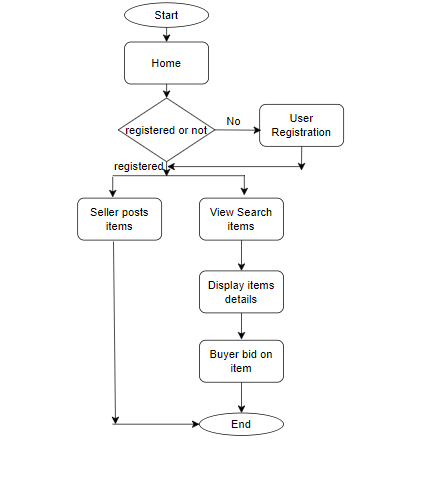 Start
Home
registered or not
No
User
Registration
registered
Seller posts
items
View Search
items
Display items
details
Buyer bid on
item
End